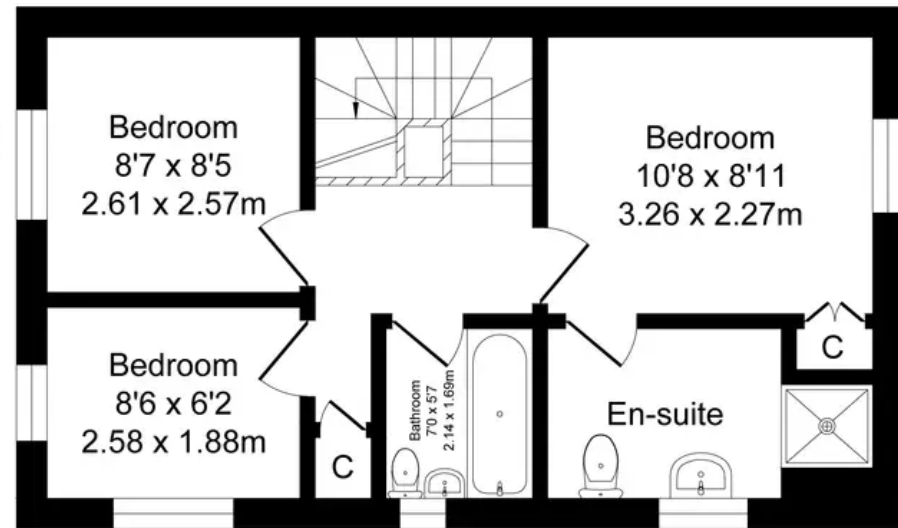 Bedroom
8'7 x 8'5
2.61 x 2.57m
Bedroom
10'8 x 8'11
3.26 x 2.27m
Bedroom
8'6 x 6'2
2.58 x 1.88m
C
Bathroom
7'0 x 5'7
2.14 x 1.69m
En-suite
C